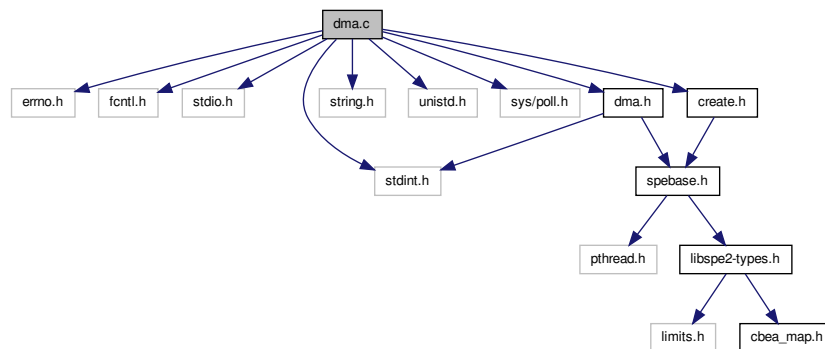 dma.c
errno.h
fcntl.h
stdio.h
string.h
unistd.h
sys/poll.h
dma.h
create.h
stdint.h
spebase.h
pthread.h
libspe2-types.h
limits.h
cbea_map.h